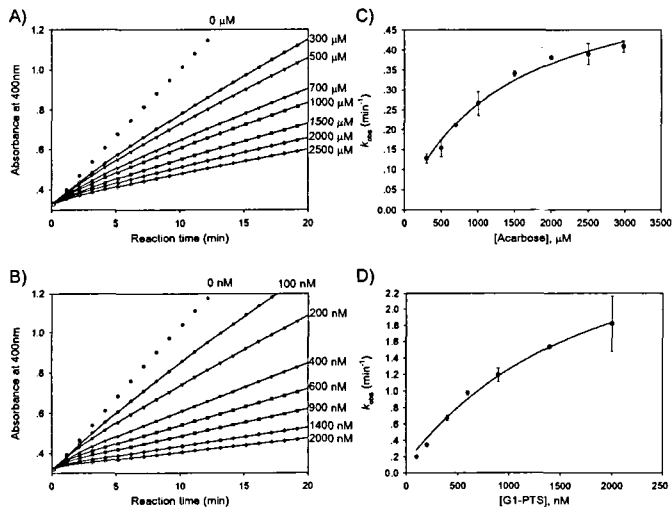 A)
0 µM
1.2
1.0
.8
.6
.4
Absorbance at 400nm
300 µM
500 µM
700 µM
1000 µM
1500 µM
2000 µM
2500 µM
0
5
10
15
20
Reaction time (min)
C)
.45
.40
.35
.30
.25
.20
.15
.10
.05
0.00
kobs (min-1)
0
500
1000
1500
2000
2500
3000
3500
[Acarbose], µM
B)
0 nM
100 nM
1.2
1.0
.8
.6
.4
Absorbance at 400nm
200 nM
400 nM
600 nM
900 nM
1400 nM
2000 nM
0
5
10
15
20
Reaction time (min)
D)
2.2
2.0
1.8
1.6
1.4
1.2
1.0
.8
.6
.4
.2
0
kobs (min-1)
0
500
1000
1500
2000
2500
[G1-PTS], nM